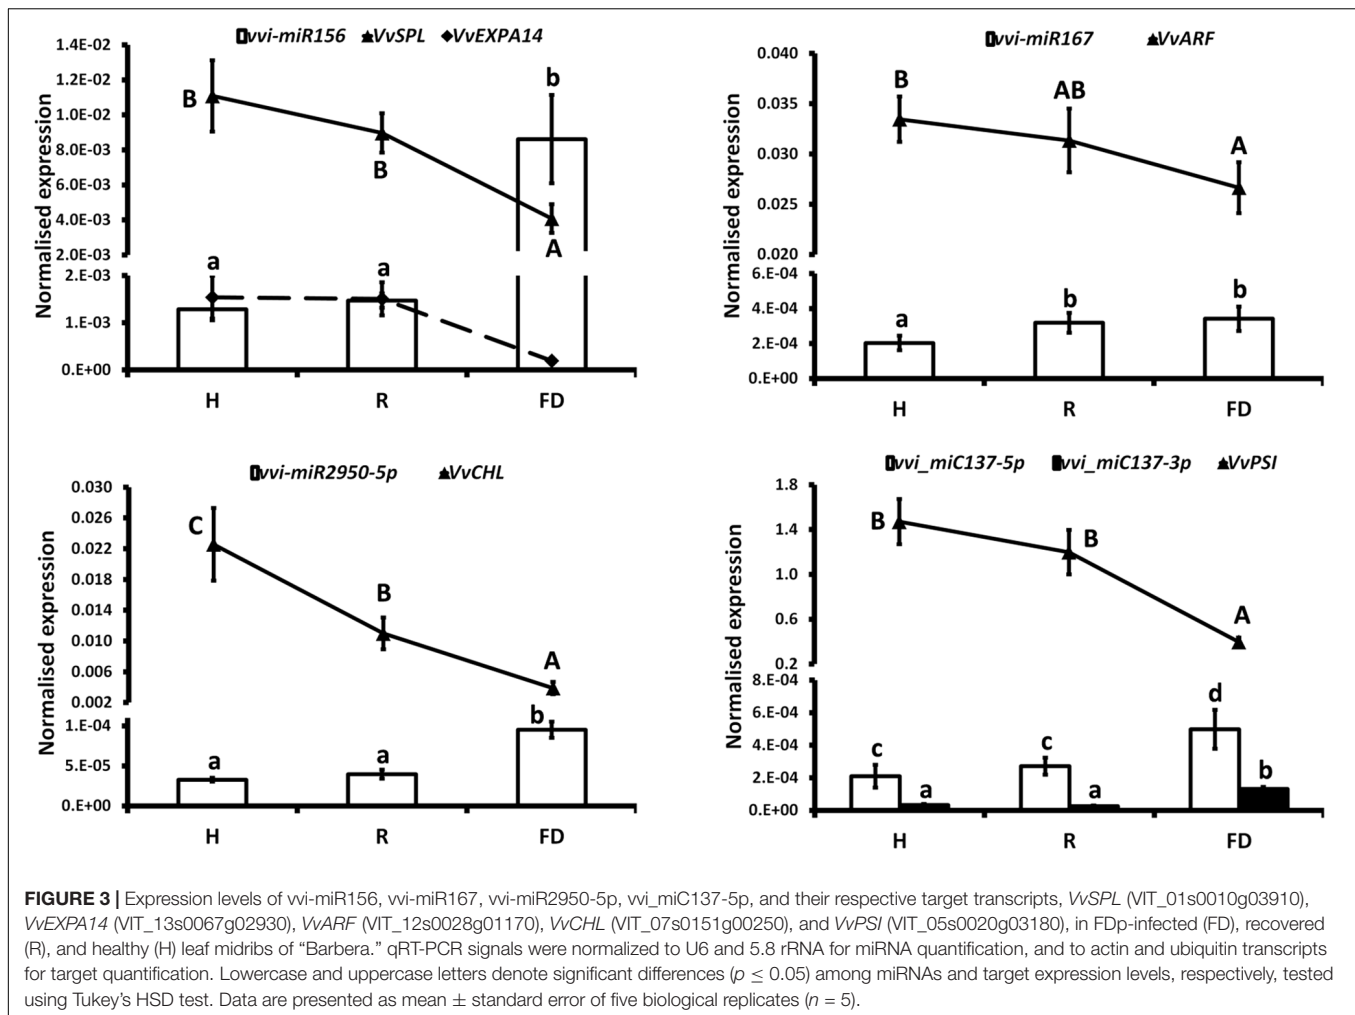 vvi-miR156 VvSPL VvEXPA14
Normalised expression
1.4E-02
1.2E-02
1.0E-02
8.0E-03
6.0E-03
4.0E-03
2.0E-03
2.E-03
1.E-03
0.E+00
B
B
A
a
a
b
H R FD
vvi-miR167 VvARF
Normalised expression
0.040
0.035
0.030
0.025
0.020
6.E-04
4.E-04
2.E-04
0.E+00
B
AB
A
a
b
b
H R FD
vvi-miR2950-5p VvCHL
Normalised expression
0.030
0.026
0.022
0.018
0.014
0.010
0.006
0.002
1.E-04
5.E-05
0.E+00
C
B
A
a
a
b
H R FD
vvi_miC137-5p vvi_miC137-3p VvPSI
Normalised expression
1.8
1.4
1.0
0.6
0.2
8.E-04
6.E-04
4.E-04
2.E-04
0.E+00
B
B
A
c
a
c
a
d
b
H R FD
FIGURE 3 | Expression levels of vvi-miR156, vvi-miR167, vvi-miR2950-5p, vvi_miC137-5p, and their respective target transcripts, VvSPL (VIT_01s0010g03910),
VvEXPA14 (VIT_13s0067g02930), VvARF (VIT_12s0028g01170), VvCHL (VIT_07s0151g00250), and VvPSI (VIT_05s0020g03180), in FDp-infected (FD), recovered
(R), and healthy (H) leaf midribs of “Barbera.” qRT-PCR signals were normalized to U6 and 5.8 rRNA for miRNA quantification, and to actin and ubiquitin transcripts
for target quantification. Lowercase and uppercase letters denote significant differences (p ≤ 0.05) among miRNAs and target expression levels, respectively, tested
using Tukey’s HSD test. Data are presented as mean ± standard error of five biological replicates (n = 5).